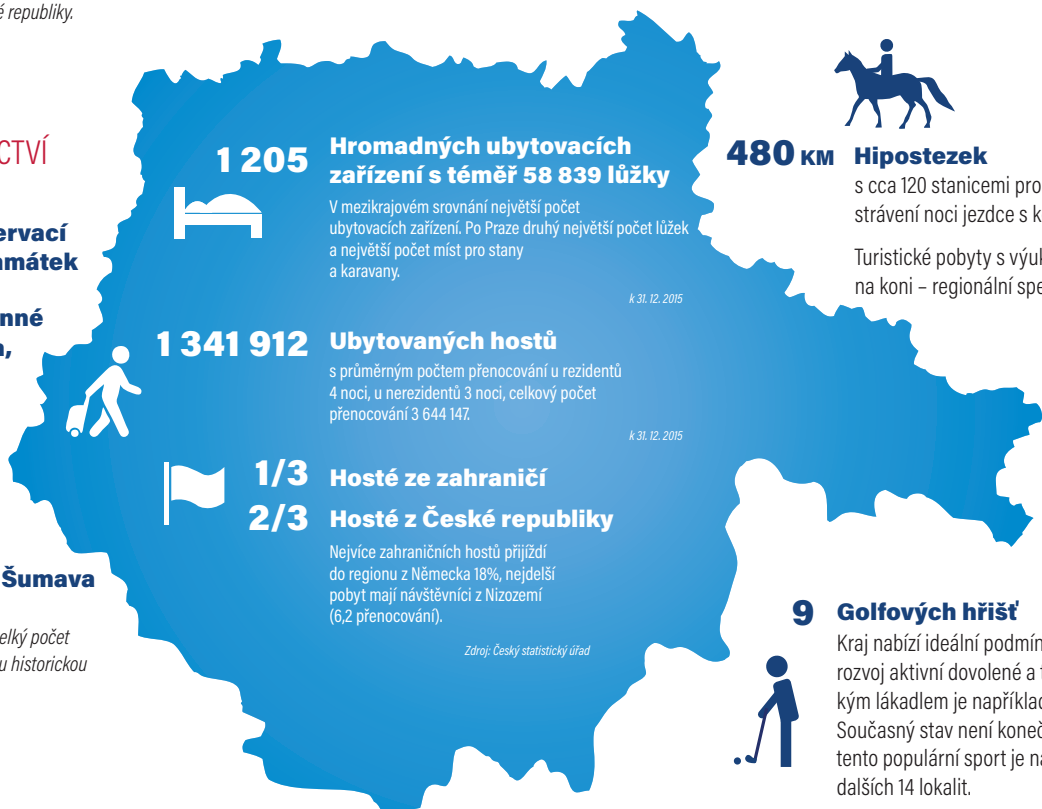 é republiky.
CTVÍ
ervací
amátek
nné
a,
Šumava
elký počet
u historickou
1 205
Hromadných ubytovacích
zařízení s téměř 58 839 lůžky
V mezikrajovém srovnání největší počet
ubytovacích zařízení. Po Praze druhý největší počet lůžek
a největší počet míst pro stany
a karavany.
k 31. 12. 2015
1 341 912
Ubytovaných hostů
s průměrným počtem přenocování u rezidentů
4 noci, u nerezidentů 3 noci, celkový počet
přenocování 3 644 147.
k 31. 12. 2015
1/3 Hosté ze zahraničí
2/3 Hosté z České republiky
Nejvíce zahraničních hostů přijíždí
do regionu z Německa 18%, nejdelší
pobyt mají návštěvníci z Nizozemí
(6,2 přenocování).
Zdroj: Český statistický úřad
480 KM Hipostezek
s cca 120 stanicemi pro
strávení noci jezdce s k
Turistické pobyty s výuk
na koni – regionální spe
9 Golfových hřišť
Kraj nabízí ideální podmín
rozvoj aktivní dovolené a t
kým lákadlem je například
Současný stav není koneč
tento populární sport je na
dalších 14 lokalit.